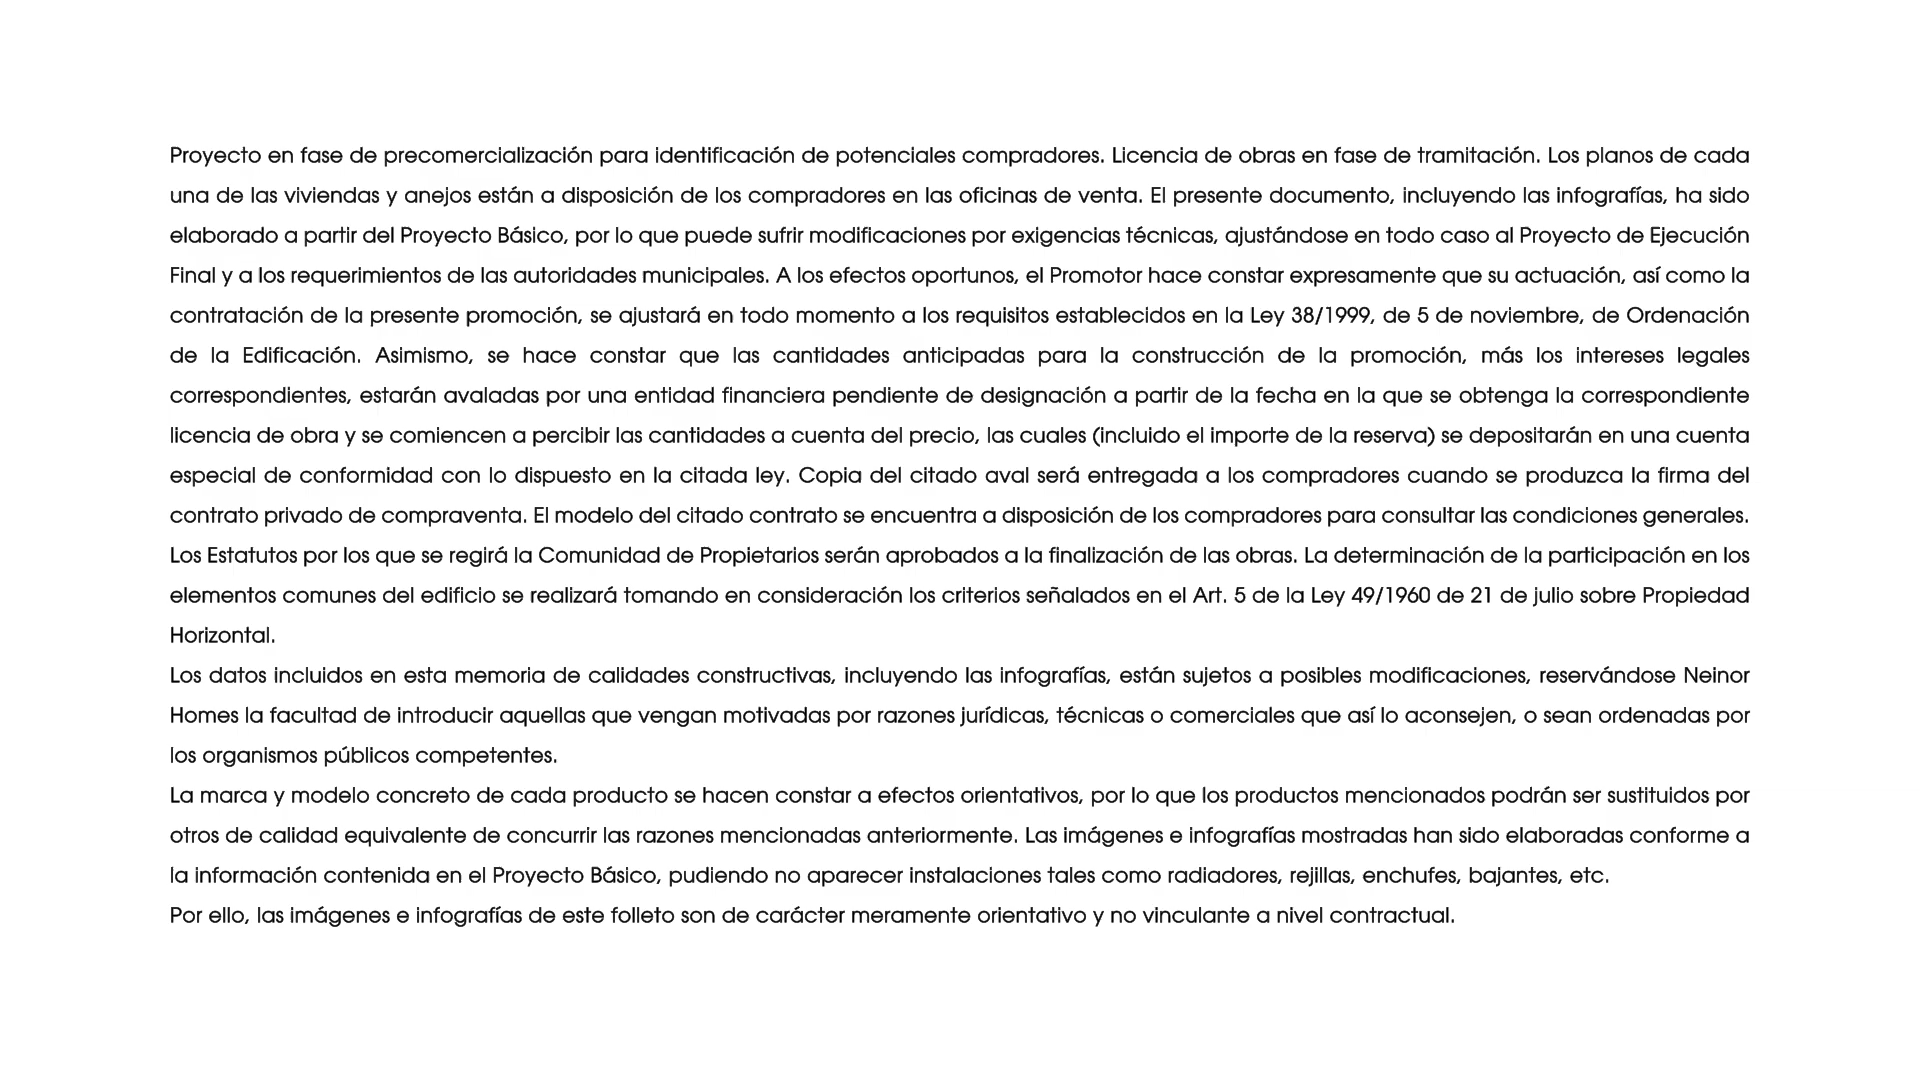 Proyecto en fase de precomercialización para identificación de potenciales compradores. Licencia de obras en fase de tramitación. Los planos de cada
una de las viviendas y anejos están a disposición de los compradores en las oficinas de venta. El presente documento, incluyendo las infografías, ha sido
elaborado a partir del Proyecto Básico, por lo que puede sufrir modificaciones por exigencias técnicas, ajustándose en todo caso al Proyecto de Ejecución
Final y a los requerimientos de las autoridades municipales. A los efectos oportunos, el Promotor hace constar expresamente que su actuación, así como la
contratación de la presente promoción, se ajustará en todo momento a los requisitos establecidos en la Ley 38/1999, de 5 de noviembre, de Ordenación
de la Edificación. Asimismo, se hace constar que las cantidades anticipadas para la construcción de la promoción, más los intereses legales
correspondientes, estarán avaladas por una entidad financiera pendiente de designación a partir de la fecha en la que se obtenga la correspondiente
licencia de obra y se comiencen a percibir las cantidades a cuenta del precio, las cuales (incluido el importe de la reserva) se depositarán en una cuenta
especial de conformidad con lo dispuesto en la citada ley. Copia del citado aval será entregada a los compradores cuando se produzca la firma del
contrato privado de compraventa. El modelo del citado contrato se encuentra a disposición de los compradores para consultar las condiciones generales.
Los Estatutos por los que se regirá la Comunidad de Propietarios serán aprobados a la finalización de las obras. La determinación de la participación en los
elementos comunes del edificio se realizará tomando en consideración los criterios señalados en el Art. 5 de la Ley 49/1960 de 21 de julio sobre Propiedad
Horizontal.
Los datos incluidos en esta memoria de calidades constructivas, incluyendo las infografías, están sujetos a posibles modificaciones, reservándose Neinor
Homes la facultad de introducir aquellas que vengan motivadas por razones jurídicas, técnicas o comerciales que así lo aconsejen, o sean ordenadas por
los organismos públicos competentes.
La marca y modelo concreto de cada producto se hacen constar a efectos orientativos, por lo que los productos mencionados podrán ser sustituidos por
otros de calidad equivalente de concurrir las razones mencionadas anteriormente. Las imágenes e infografías mostradas han sido elaboradas conforme a
la información contenida en el Proyecto Básico, pudiendo no aparecer instalaciones tales como radiadores, rejillas, enchufes, bajantes, etc.
Por ello, las imágenes e infografías de este folleto son de carácter meramente orientativo y no vinculante a nivel contractual.